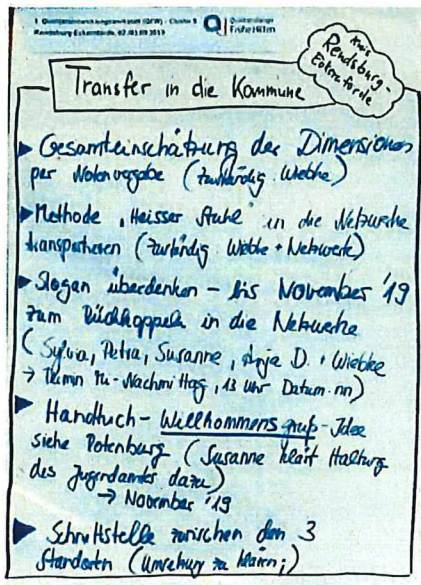 1. Qualitätsentwicklungswerkstatt (QEW) - Cluster 5
Rendsburg Eckernförde, 02./03.09.2019
Qualitätsdialoge
Frühe Hilfen
Kreis
Rendsburg-
Eckernförde
Transfer in die Kommune
▶ Gesamteinschätzung der Dimensionen
per Notenvergabe (zuständig Wiebke)
▶ Methode „Heisser Stuhl" in die Netzwerke
transportieren (zuständig Wiebke + Netzwerk)
▶ Slogan überdenken - bis November '19
zum Rückkoppeln in die Netzwerke
(Sylvia, Petra, Susanne, Anja D. + Wiebke
→ Termin Mi-Nachmittag, 13 Uhr Datum: nn)
▶ Handtuch - Willkommensgruß - Idee
siehe Rotenburg (Susanne klärt Haltung
des Jugendamtes dazu)
→ November '19
▶ Schnittstelle zwischen den 3
Standorten (Umsetzung zu klären;)